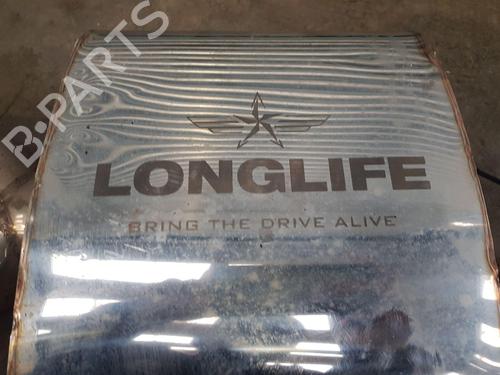 B-PARTS
LONGLIFE
BRING THE DRIVE ALIVE